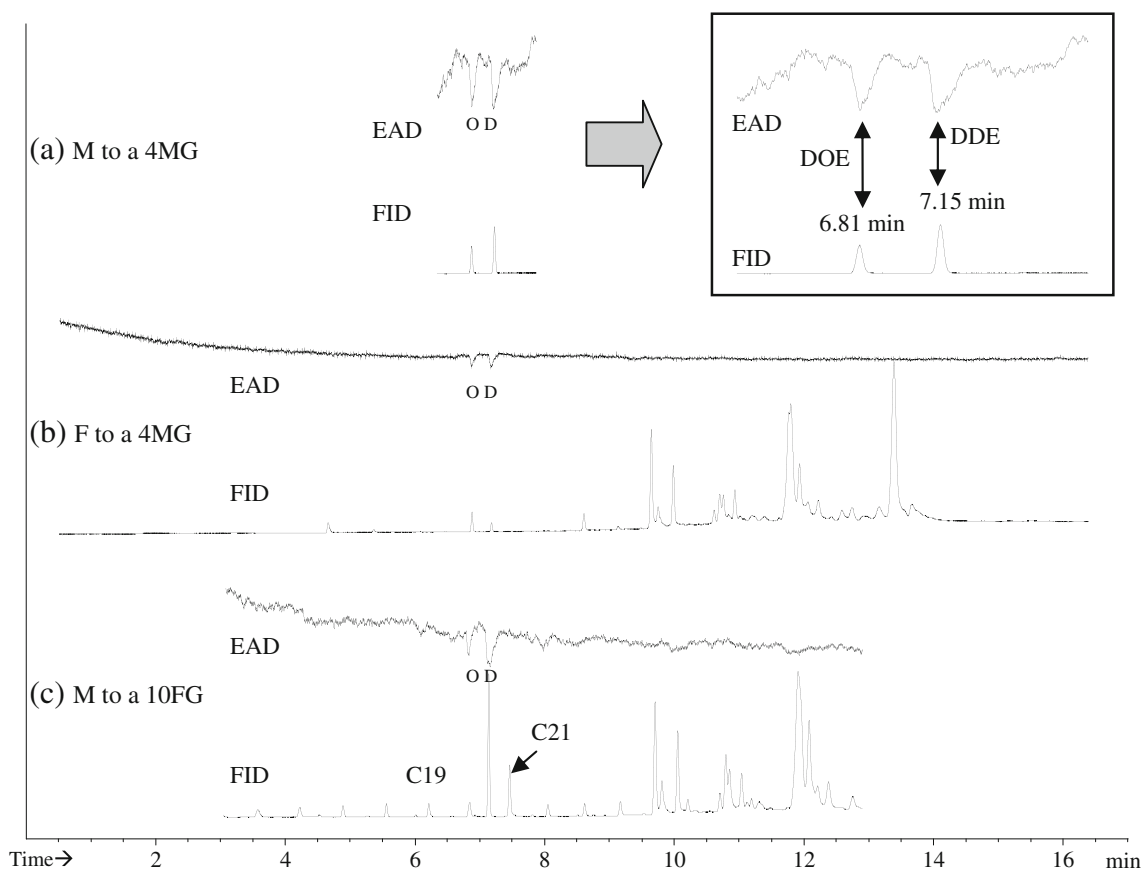 EAD
O D
(a) M to a 4MG
FID
EAD
DOE
DDE
6.81 min
7.15 min
FID
EAD
O D
(b) F to a 4MG
FID
EAD
O D
(c) M to a 10FG
C21
FID
C19
Time→ 2 4 6 8 10 12 14 16 min